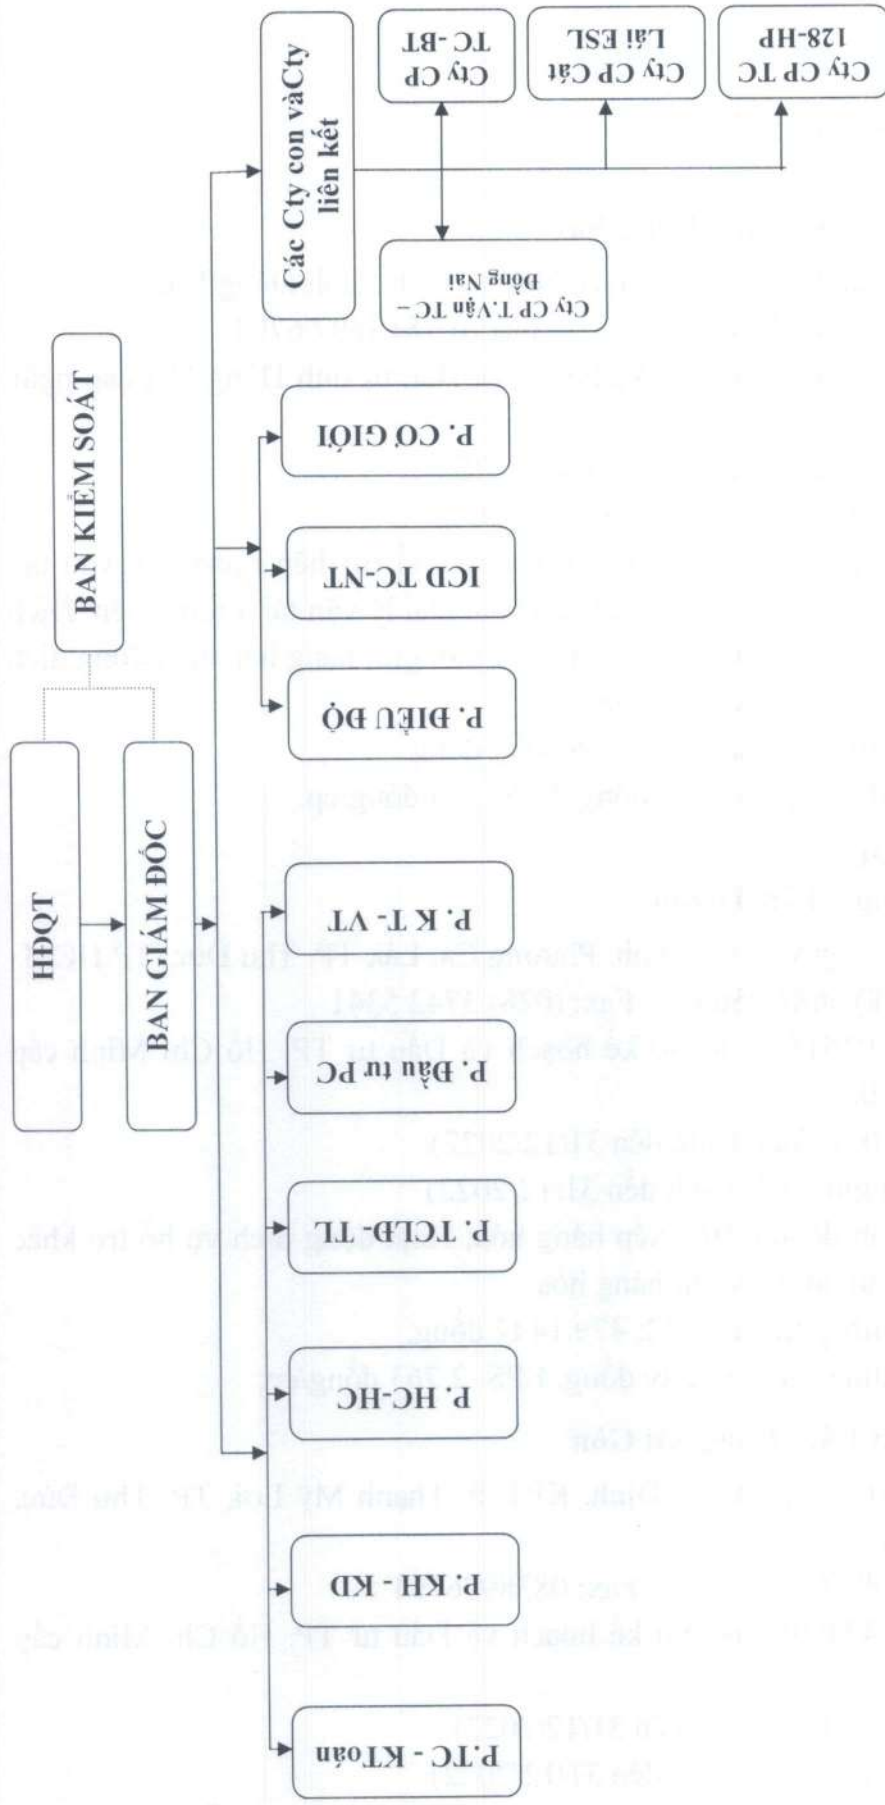 HĐQT
BAN KIỂM SOÁT
BAN GIÁM ĐỐC
P.TC - KToán
P. KH - KD
P. HC-HC
P. TCLĐ-TL
P. Đầu tư PC
P. K T- VT
P. ĐIỀU ĐỘ
ICD TC-NT
P. CƠ GIỚI
Các Cty con vàCty
liên kết
Cty CP T.Vận TC –
Đồng Nai
Cty CP
TC- BT
Cty CP Cát
Lái ESL
Cty CP TC
128-HP